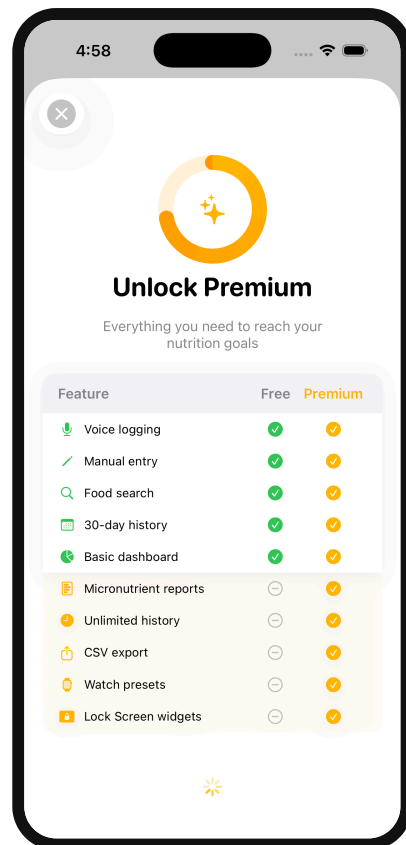 4:58
Unlock Premium
Everything you need to reach your
nutrition goals
Feature Free Premium
Voice logging
Manual entry
Food search
30-day history
Basic dashboard
Micronutrient reports
Unlimited history
CSV export
Watch presets
Lock Screen widgets